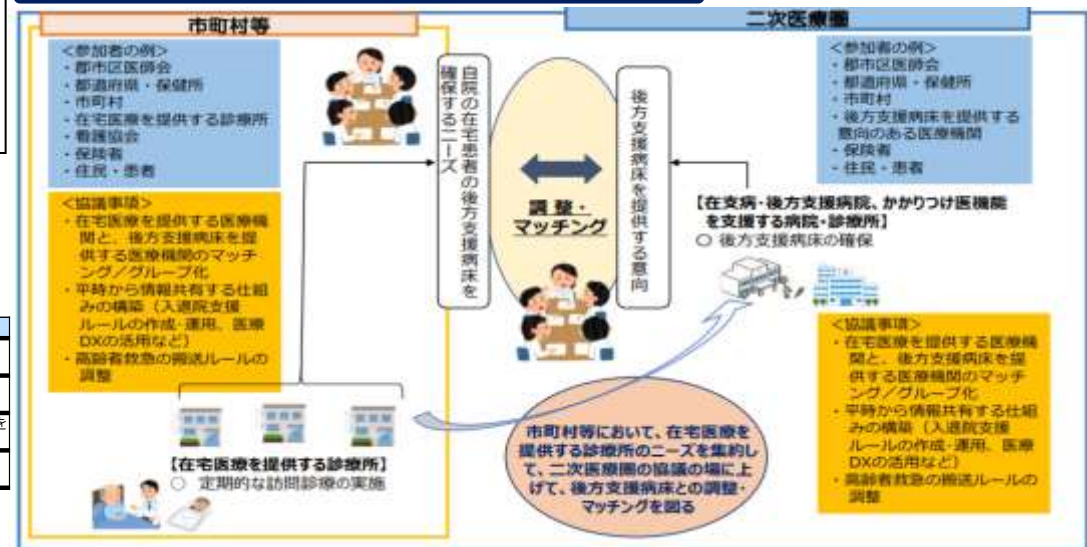 市町村等
<参加者の例>
・郡市区医師会
・都道府県・保健所
・市町村
・在宅医療を提供する診療所
・看護協会
・保険者
・住民・患者
<協議事項>
・在宅医療を提供する医療機
関と、後方支援病床を提
供する医療機関のマッチ
ング/グループ化
・平時から情報共有する仕組
みの構築（入退院支援
ルールの作成・運用、医療
DXの活用など）
・高齢者救急の搬送ルールの
調整
【在宅医療を提供する診療所】
○ 定期的な訪問診療の実施
自院の在宅患者の後方支援病床を
確保するニーズ
調整・
マッチング
後方支援病床を提供する意向
市町村等において、在宅医療を
提供する診療所のニーズを集約し
て、二次医療圏の協議の場に上
げて、後方支援病床との調整・
マッチングを図る
二次医療圏
<参加者の例>
・郡市区医師会
・都道府県・保健所
・市町村
・後方支援病床を提供する
意向のある医療機関
・保険者
・住民・患者
【在支病・後方支援病院、かかりつけ医機能
を支援する病院・診療所】
○ 後方支援病床の確保
<協議事項>
・在宅医療を提供する医療機
関と、後方支援病床を提
供する医療機関のマッチ
ング/グループ化
・平時から情報共有する仕組
みの構築（入退院支援
ルールの作成・運用、医療
DXの活用など）
・高齢者救急の搬送ルールの
調整
を